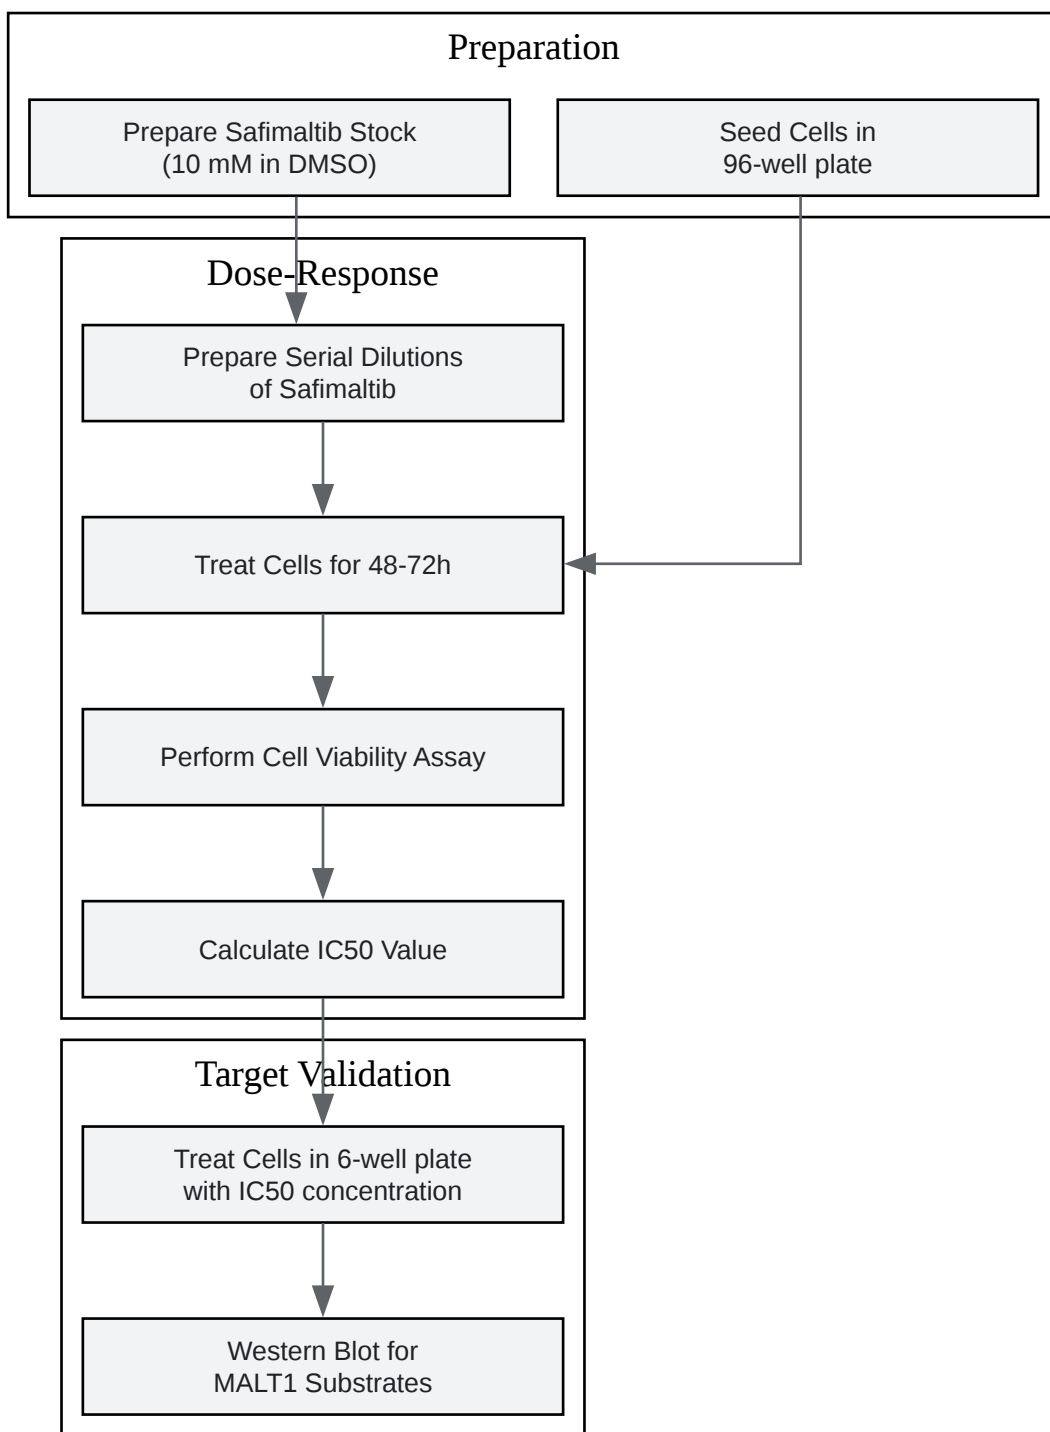 Preparation
Prepare Safimaltib Stock
(10 mM in DMSO)
Seed Cells in
96-well plate
Dose-Response
Prepare Serial Dilutions
of Safimaltib
Treat Cells for 48-72h
Perform Cell Viability Assay
Calculate IC50 Value
Target Validation
Treat Cells in 6-well plate
with IC50 concentration
Western Blot for
MALT1 Substrates